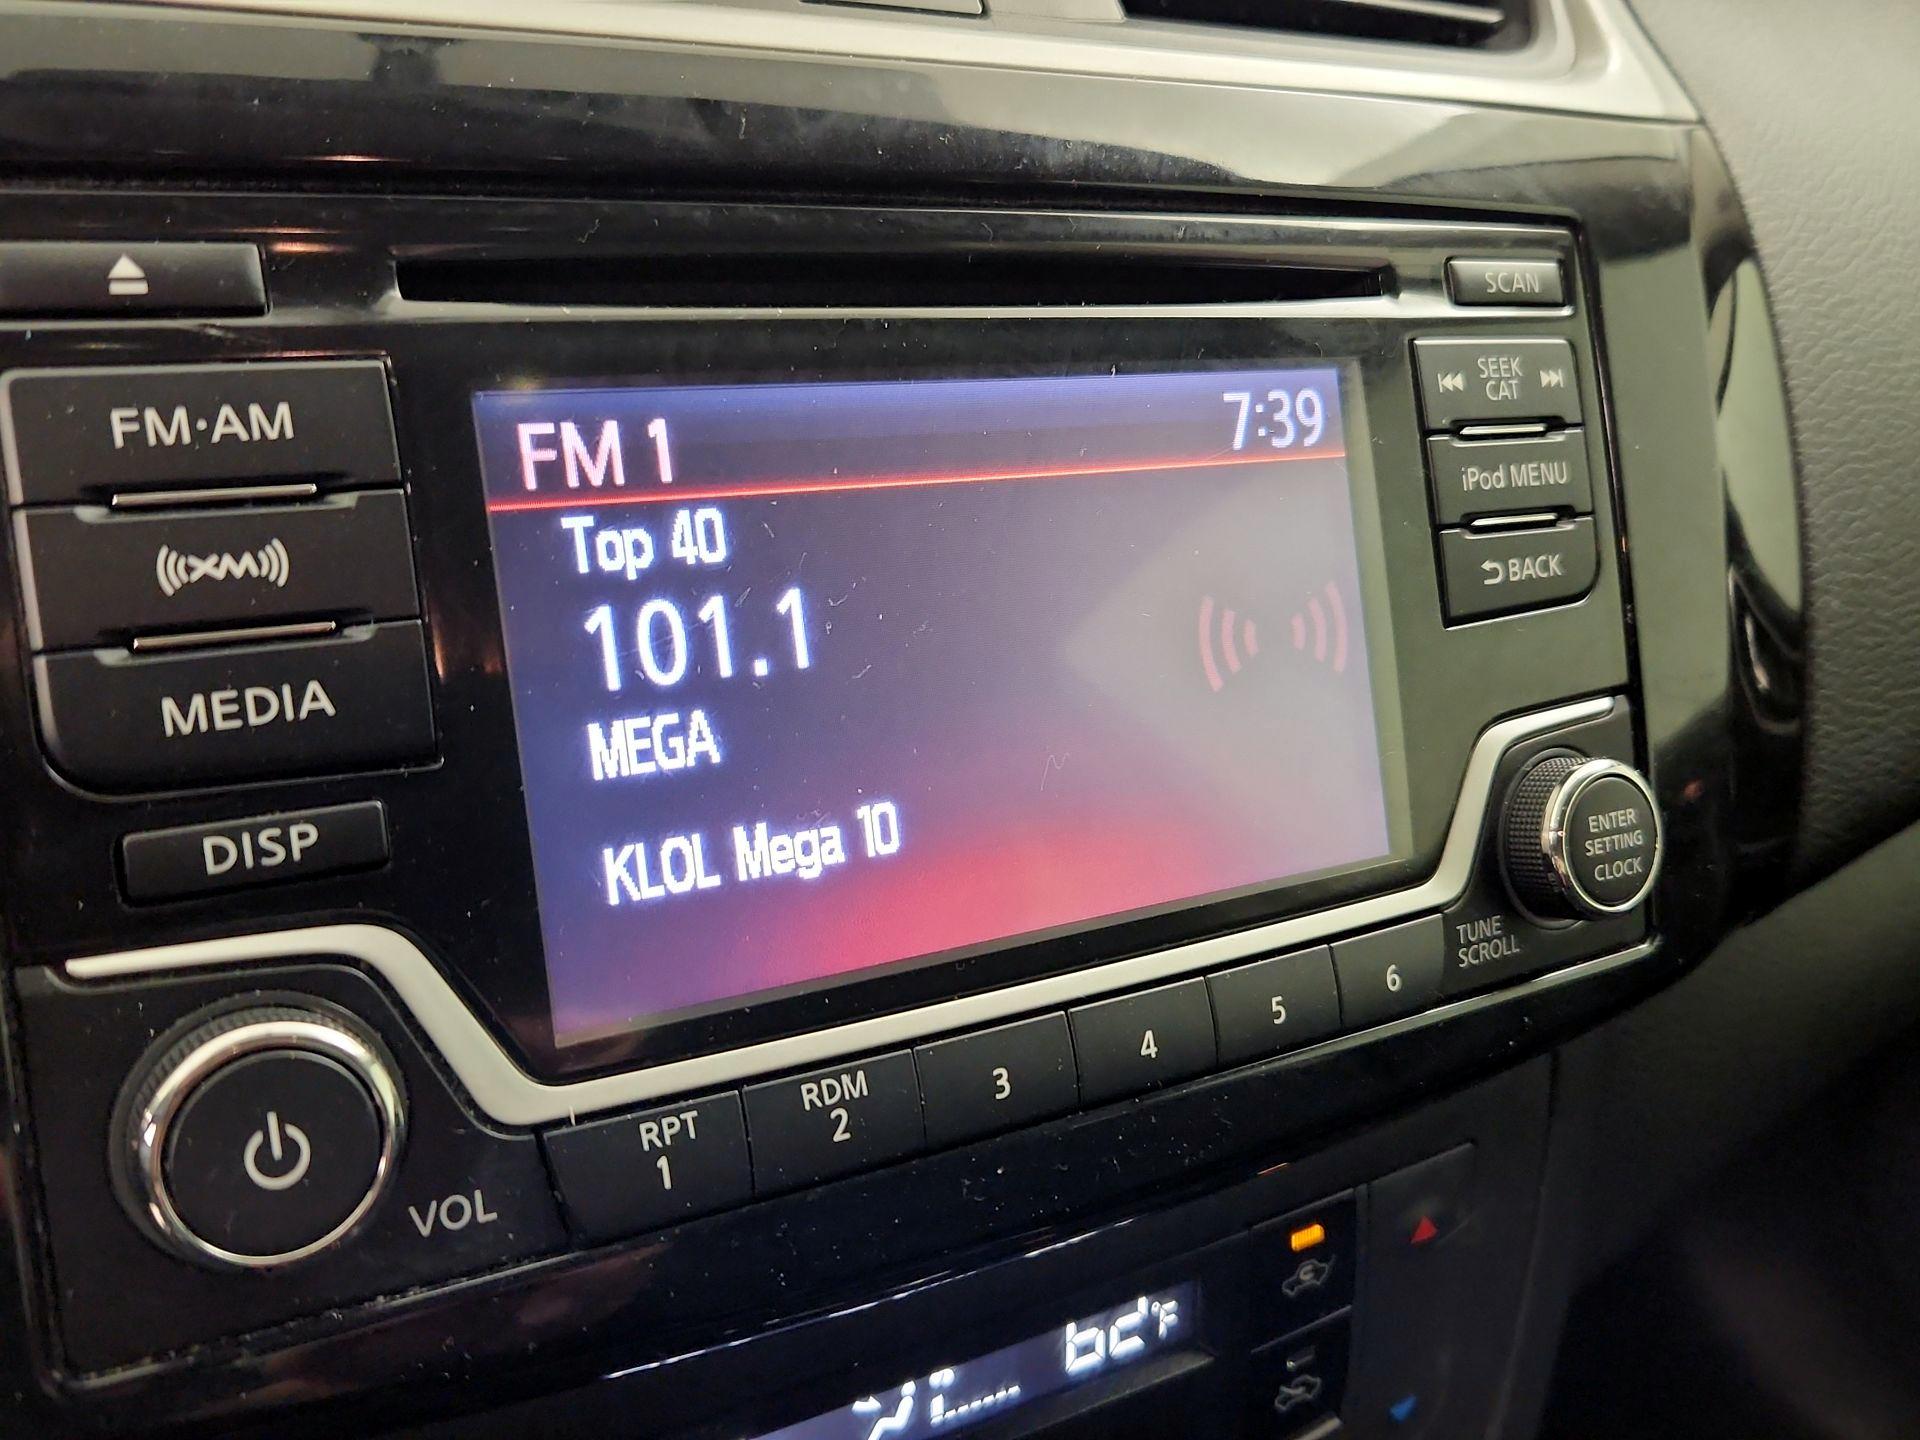 SCAN
FM·AM
XM
MEDIA
DISP
FM 1 7:39
Top 40
101.1
MEGA
KLOL Mega 10
SEEK
CAT
iPod MENU
BACK
ENTER
SETTING
CLOCK
TUNE
SCROLL
VOL
RPT
1
RDM
2
3
4
5
6
°F